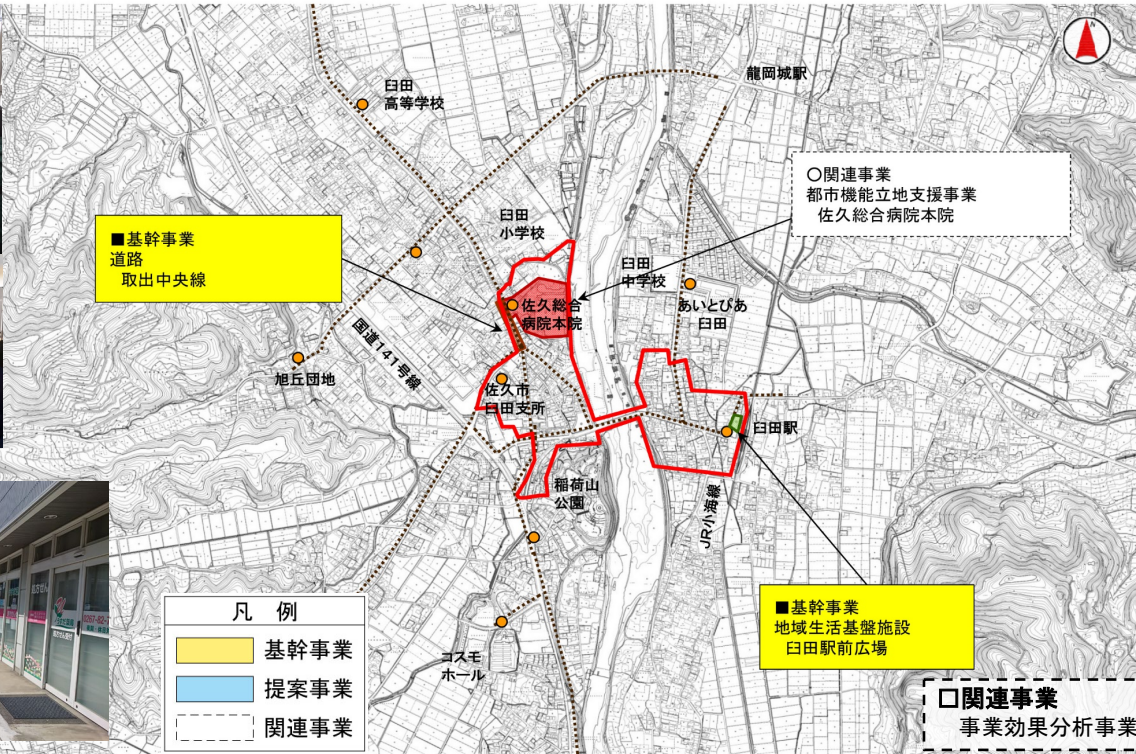 N
龍岡城駅
臼田
高等学校
〇関連事業
都市機能立地支援事業
佐久総合病院本院
臼田
小学校
■基幹事業
道路
取出中央線
臼田
中学校
あいとぴあ
臼田
佐久総合
病院本院
国道141号線
旭丘団地
佐久市
臼田支所
臼田駅
稲荷山
公園
JR小海線
■基幹事業
地域生活基盤施設
臼田駅前広場
コスモ
ホール
凡 例
基幹事業
提案事業
関連事業
□関連事業
事業効果分析事業
処方せん